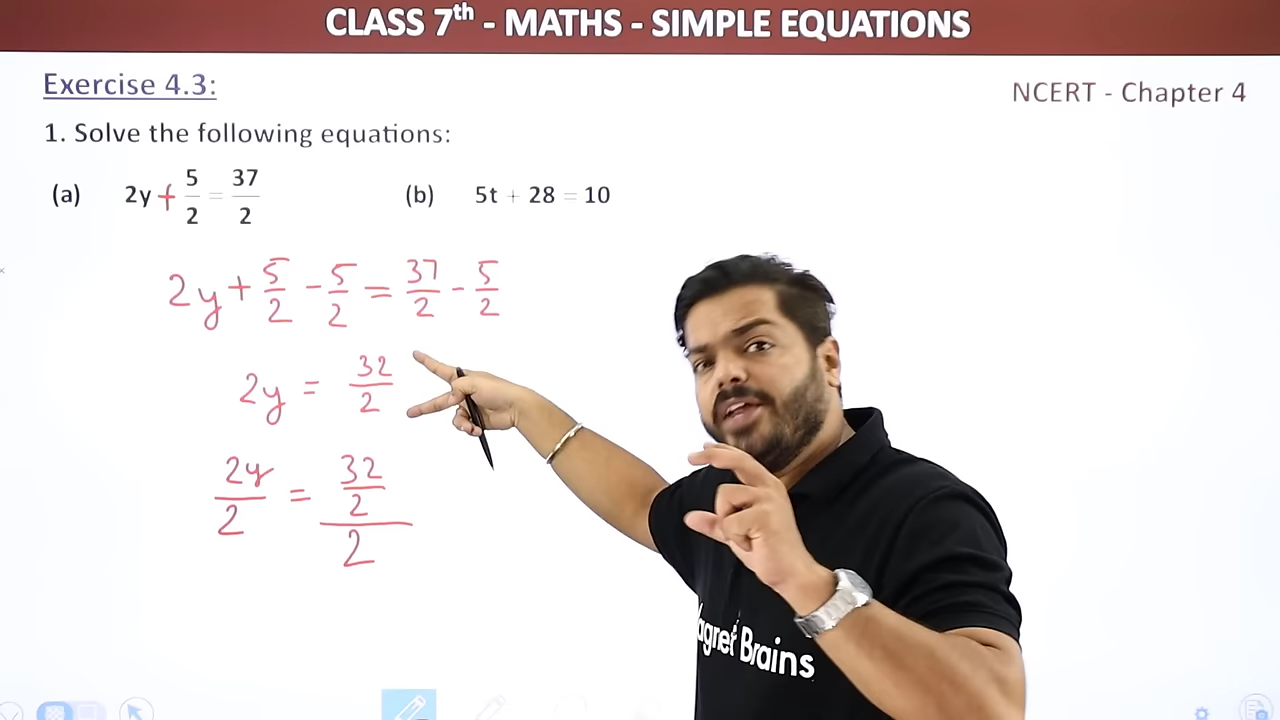 CLASS 7th - MATHS - SIMPLE EQUATIONS
Exercise 4.3:
NCERT - Chapter 4
1. Solve the following equations:
(a) 2y + 5/2 = 37/2 (b) 5t + 28 = 10
2y + 5/2 - 5/2 = 37/2 - 5/2
2y = 32/2
2y/2 = 32/2/2
Magnet Brains